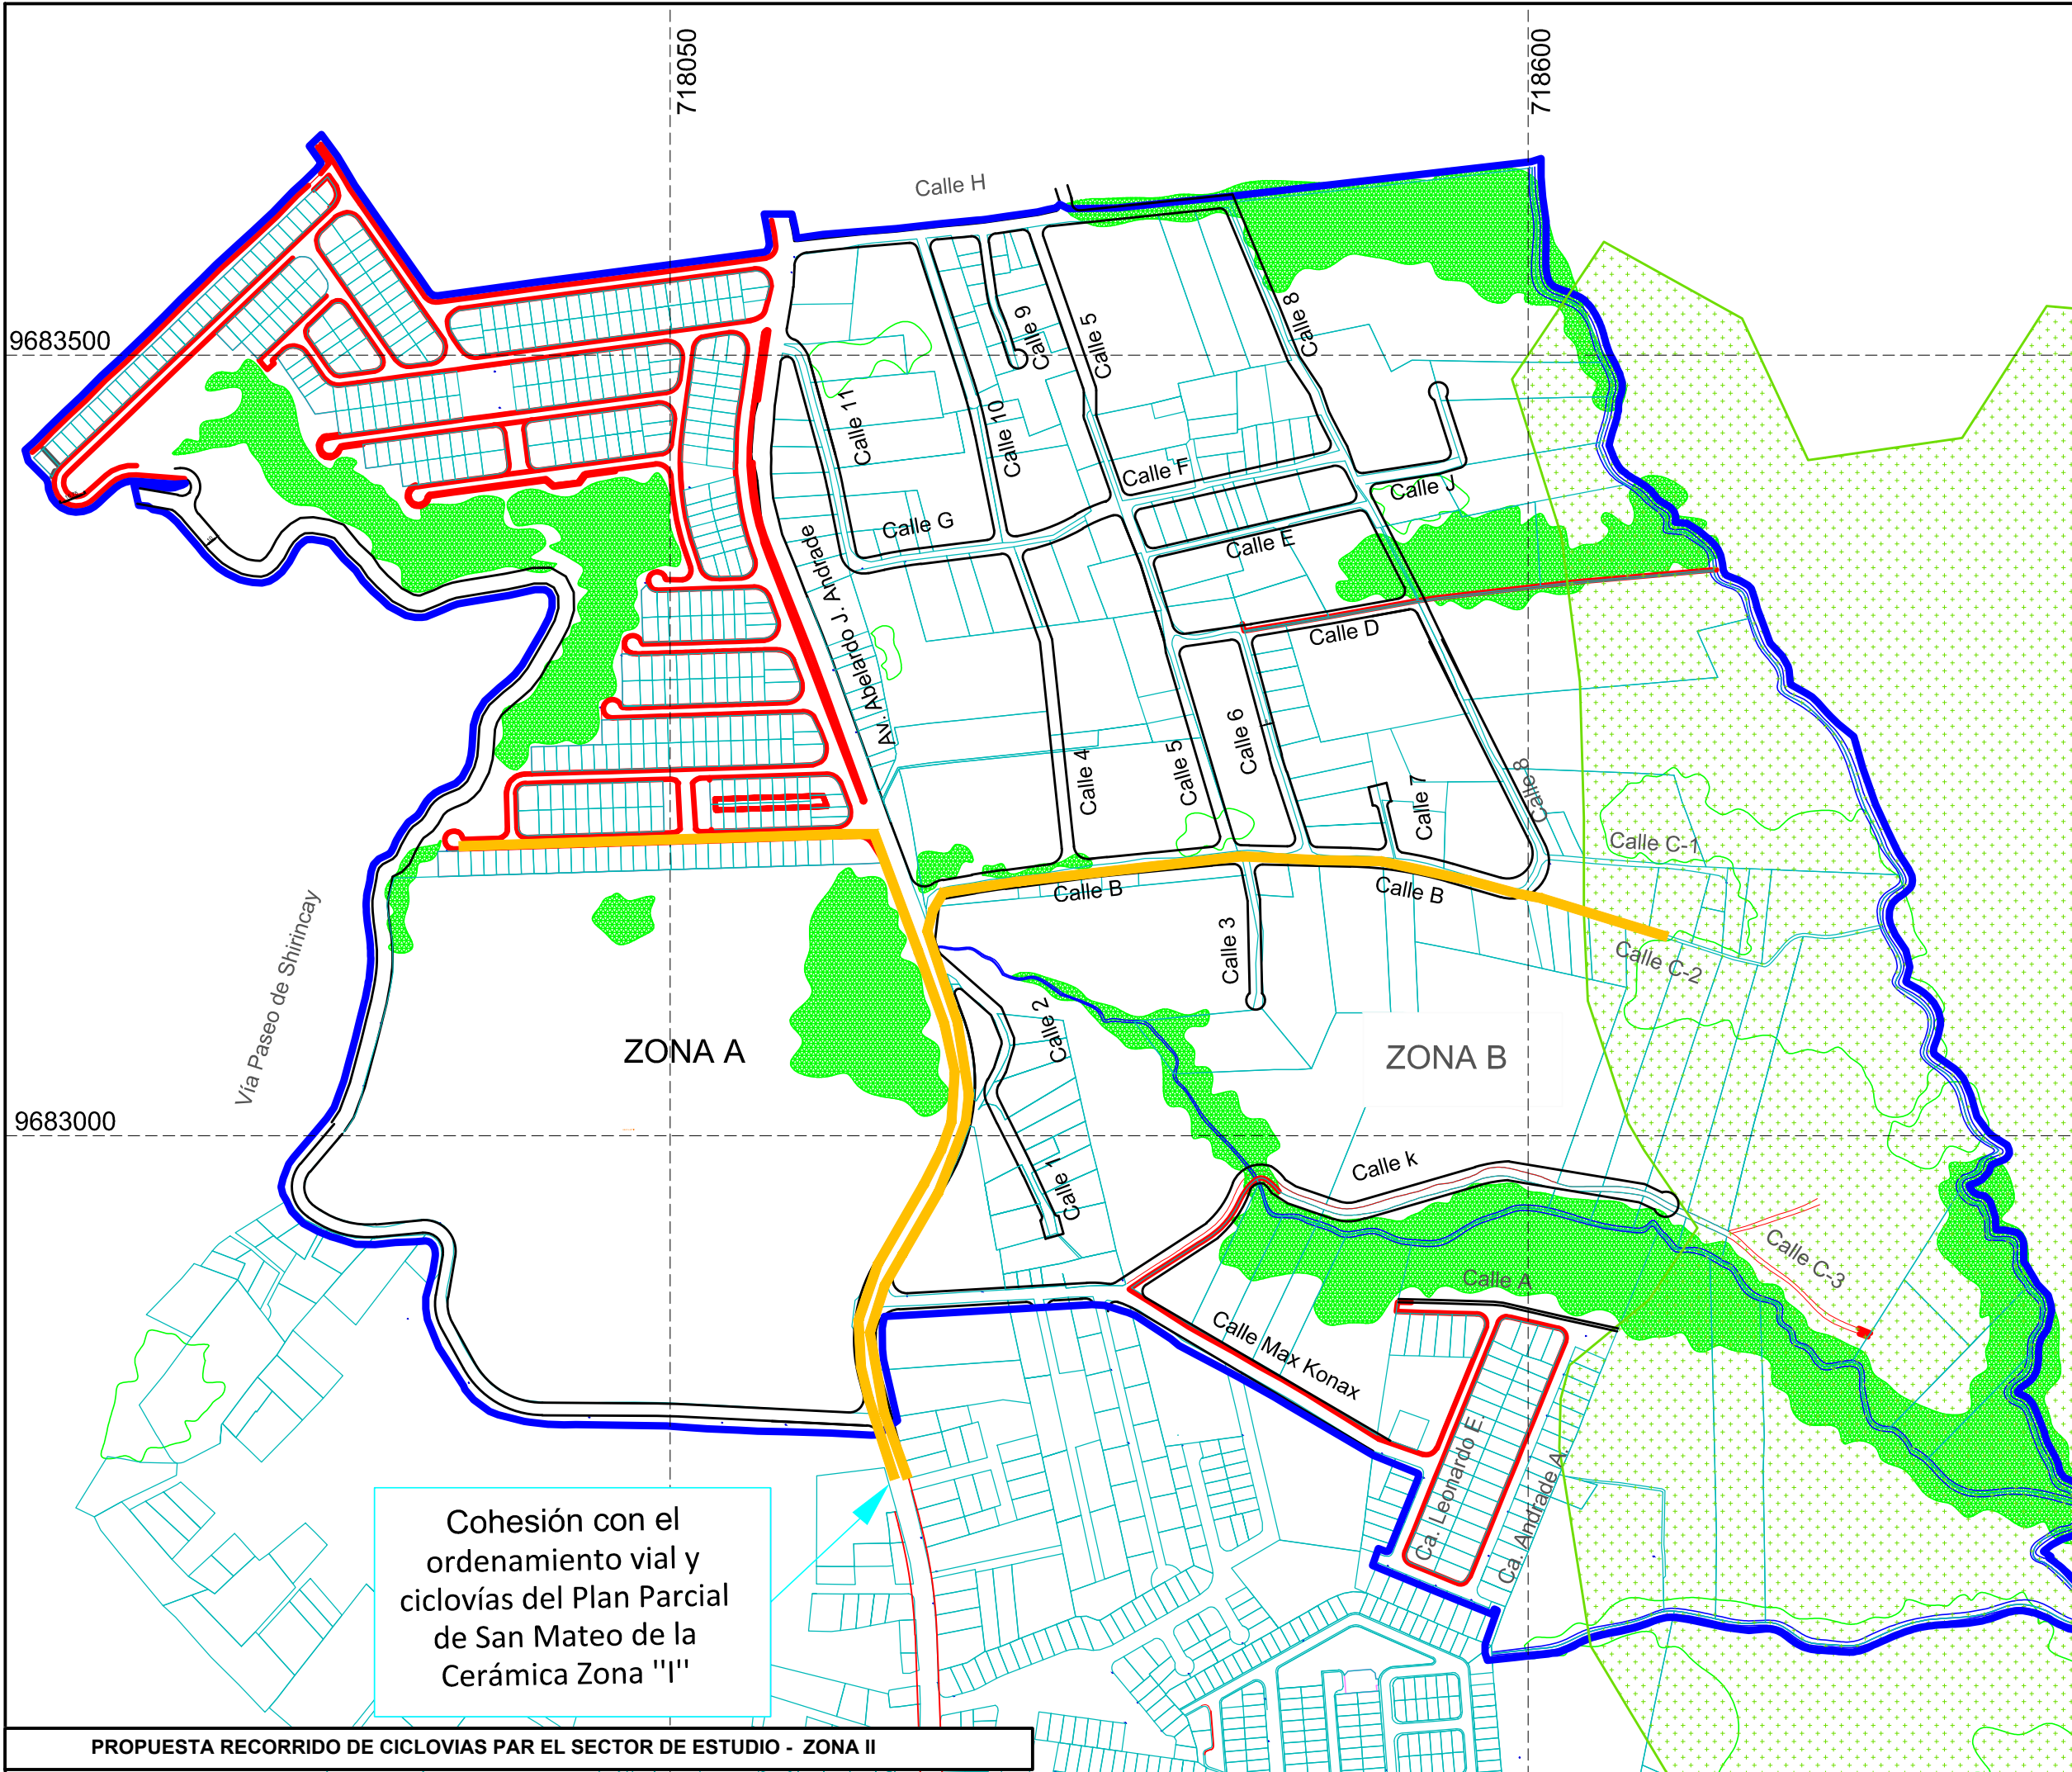 718050
718600
Calle H
9683500
Calle 9
Calle 5
Calle 8
Calle 11
Calle 10
Calle F
Calle J
Calle G
Calle E
Av. Abelardo J. Andrade
Calle D
Calle 4
Calle 5
Calle 6
Calle 7
Calle 8
Calle C-1
Calle B
Calle B
Calle 3
Calle C-2
Vía Paseo de Shirincay
Calle 2
ZONA A
ZONA B
9683000
Calle 1
Calle k
Calle C-3
Calle A
Calle Max Konax
Ca. Leonardo E.
Ca. Andrade A.
Cohesión con el
ordenamiento vial y
ciclovías del Plan Parcial
de San Mateo de la
Cerámica Zona "I"
PROPUESTA RECORRIDO DE CICLOVIAS PAR EL SECTOR DE ESTUDIO - ZONA II